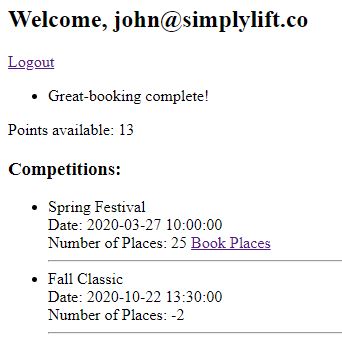 Welcome, john@simplylift.co
Logout
Great-booking complete!
Points available: 13
Competitions:
Spring Festival
Date: 2020-03-27 10:00:00
Number of Places: 25 Book Places
Fall Classic
Date: 2020-10-22 13:30:00
Number of Places: -2